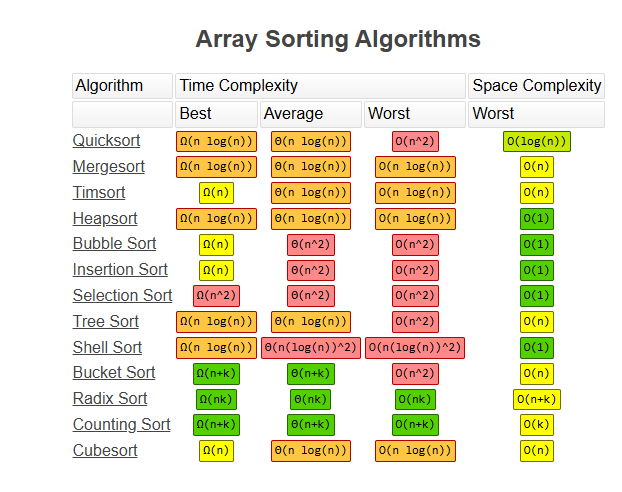 Array Sorting Algorithms
Algorithm Time Complexity Space Complexity
Best Average Worst Worst
Quicksort Ω(n log(n)) Θ(n log(n)) O(n^2) O(log(n))
Mergesort Ω(n log(n)) Θ(n log(n)) O(n log(n)) O(n)
Timsort Ω(n) Θ(n log(n)) O(n log(n)) O(n)
Heapsort Ω(n log(n)) Θ(n log(n)) O(n log(n)) O(1)
Bubble Sort Ω(n) Θ(n^2) O(n^2) O(1)
Insertion Sort Ω(n) Θ(n^2) O(n^2) O(1)
Selection Sort Ω(n^2) Θ(n^2) O(n^2) O(1)
Tree Sort Ω(n log(n)) Θ(n log(n)) O(n^2) O(n)
Shell Sort Ω(n log(n)) Θ(n(log(n))^2) O(n(log(n))^2) O(1)
Bucket Sort Ω(n+k) Θ(n+k) O(n^2) O(n)
Radix Sort Ω(nk) Θ(nk) O(nk) O(n+k)
Counting Sort Ω(n+k) Θ(n+k) O(n+k) O(k)
Cubesort Ω(n) Θ(n log(n)) O(n log(n)) O(n)